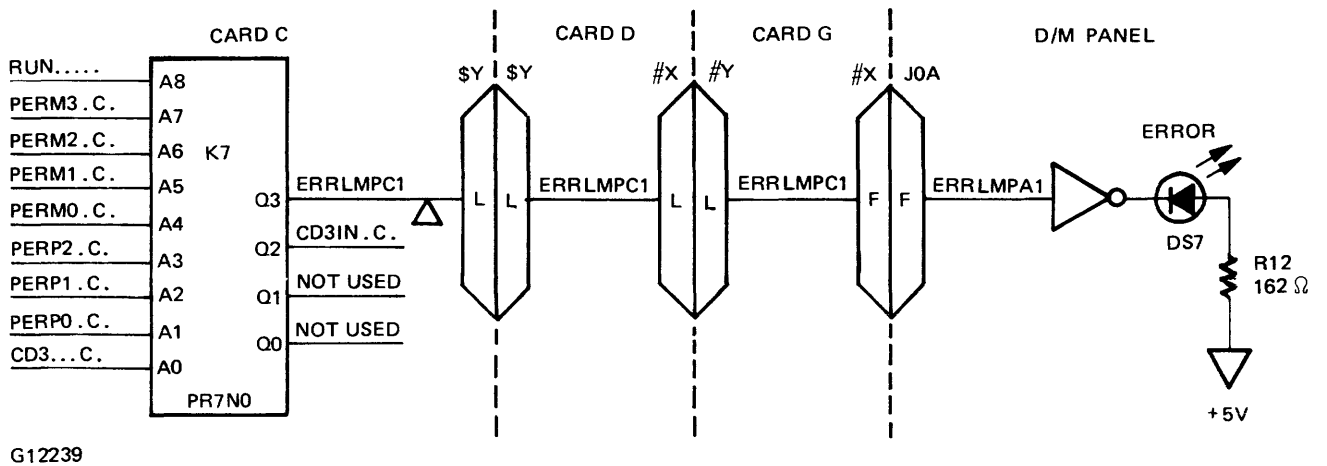 CARD C
CARD D
CARD G
D/M PANEL
RUN.....
A8
PERM3.C.
A7
PERM2.C.
A6
K7
PERM1.C.
A5
PERM0.C.
A4
PERP2.C.
A3
PERP1.C.
A2
PERP0.C.
A1
CD3...C.
A0
PR7N0
Q3
ERRLMPC1
Q2
CD3IN.C.
Q1
NOT USED
Q0
NOT USED
$Y
$Y
L
L
ERRLMPC1
#X
#Y
L
L
ERRLMPC1
#X
J0A
F
F
ERRLMPA1
ERROR
DS7
R12
162 Ω
+5V
G12239